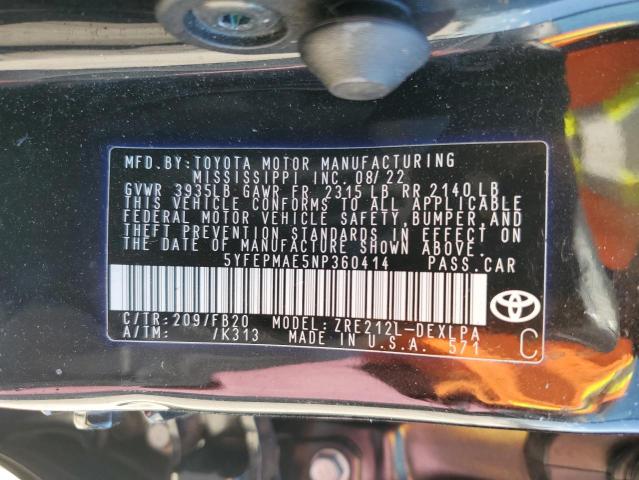 MFD.BY:TOYOTA MOTOR MANUFACTURING
MISSISSIPPI INC. 08/22
GVWR 3935LB GAWR FR 2315 LB RR 2140 LB
THIS VEHICLE CONFORMS TO ALL APPLICABLE
FEDERAL MOTOR VEHICLE SAFETY, BUMPER AND
THEFT PREVENTION STANDARDS IN EFFECT ON
THE DATE OF MANUFACTURE SHOWN ABOVE.
5YFEPMAE5NP360414 PASS.CAR
C/TR:209/FB20 MODEL:ZRE212L-DEXLPA
A/TM: /K313 MADE IN U.S.A. 571
C